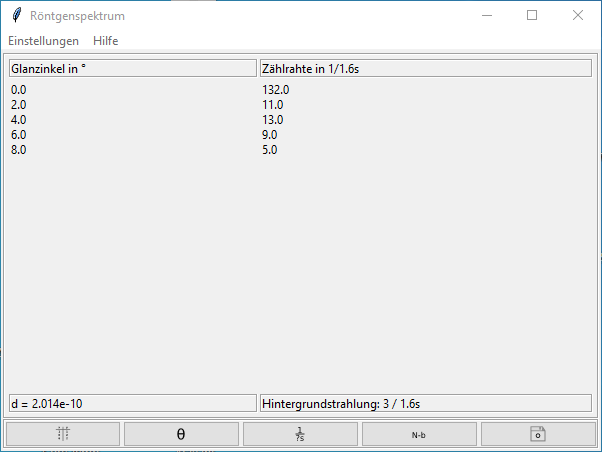 Röntgenspektrum
Einstellungen Hilfe
Glanzinkel in ° Zählrahte in 1/1.6s
0.0 132.0
2.0 11.0
4.0 13.0
6.0 9.0
8.0 5.0
d = 2.014e-10 Hintergrundstrahlung: 3 / 1.6s
θ 1/?s N-b